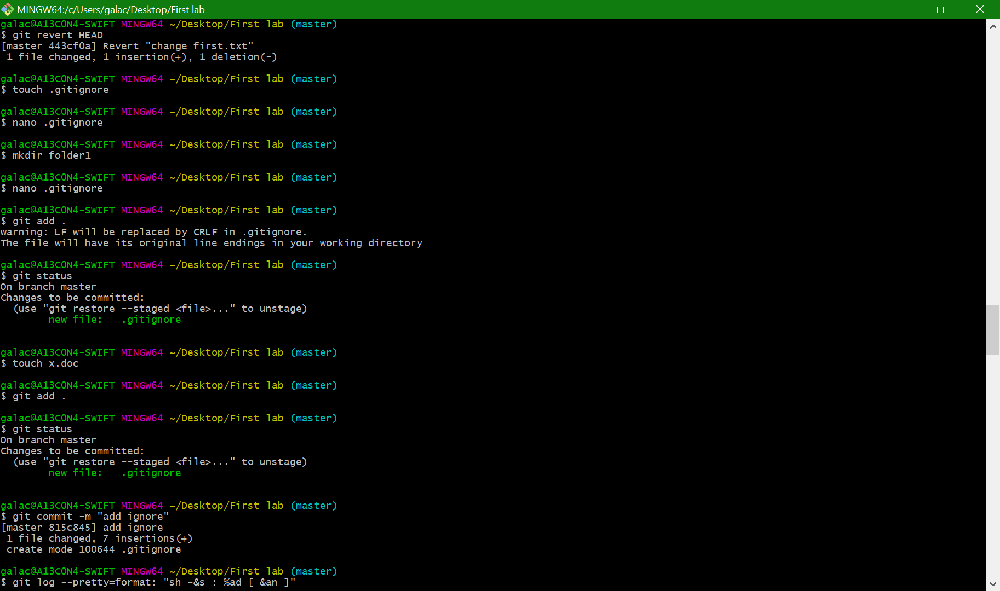 MINGW64:/c/Users/galac/Desktop/First lab
galac@A13CON4-SWIFT MINGW64 ~/Desktop/First lab (master)
$ git revert HEAD
[master 443cf0a] Revert "change first.txt"
 1 file changed, 1 insertion(+), 1 deletion(-)

galac@A13CON4-SWIFT MINGW64 ~/Desktop/First lab (master)
$ touch .gitignore

galac@A13CON4-SWIFT MINGW64 ~/Desktop/First lab (master)
$ nano .gitignore

galac@A13CON4-SWIFT MINGW64 ~/Desktop/First lab (master)
$ mkdir folder1

galac@A13CON4-SWIFT MINGW64 ~/Desktop/First lab (master)
$ nano .gitignore

galac@A13CON4-SWIFT MINGW64 ~/Desktop/First lab (master)
$ git add .
warning: LF will be replaced by CRLF in .gitignore.
The file will have its original line endings in your working directory

galac@A13CON4-SWIFT MINGW64 ~/Desktop/First lab (master)
$ git status
On branch master
Changes to be committed:
  (use "git restore --staged <file>..." to unstage)
        new file:   .gitignore


galac@A13CON4-SWIFT MINGW64 ~/Desktop/First lab (master)
$ touch x.doc

galac@A13CON4-SWIFT MINGW64 ~/Desktop/First lab (master)
$ git add .

galac@A13CON4-SWIFT MINGW64 ~/Desktop/First lab (master)
$ git status
On branch master
Changes to be committed:
  (use "git restore --staged <file>..." to unstage)
        new file:   .gitignore


galac@A13CON4-SWIFT MINGW64 ~/Desktop/First lab (master)
$ git commit -m "add ignore"
[master 815c845] add ignore
 1 file changed, 7 insertions(+)
 create mode 100644 .gitignore

galac@A13CON4-SWIFT MINGW64 ~/Desktop/First lab (master)
$ git log --pretty=format: "sh -&s : %ad [ &an ]"